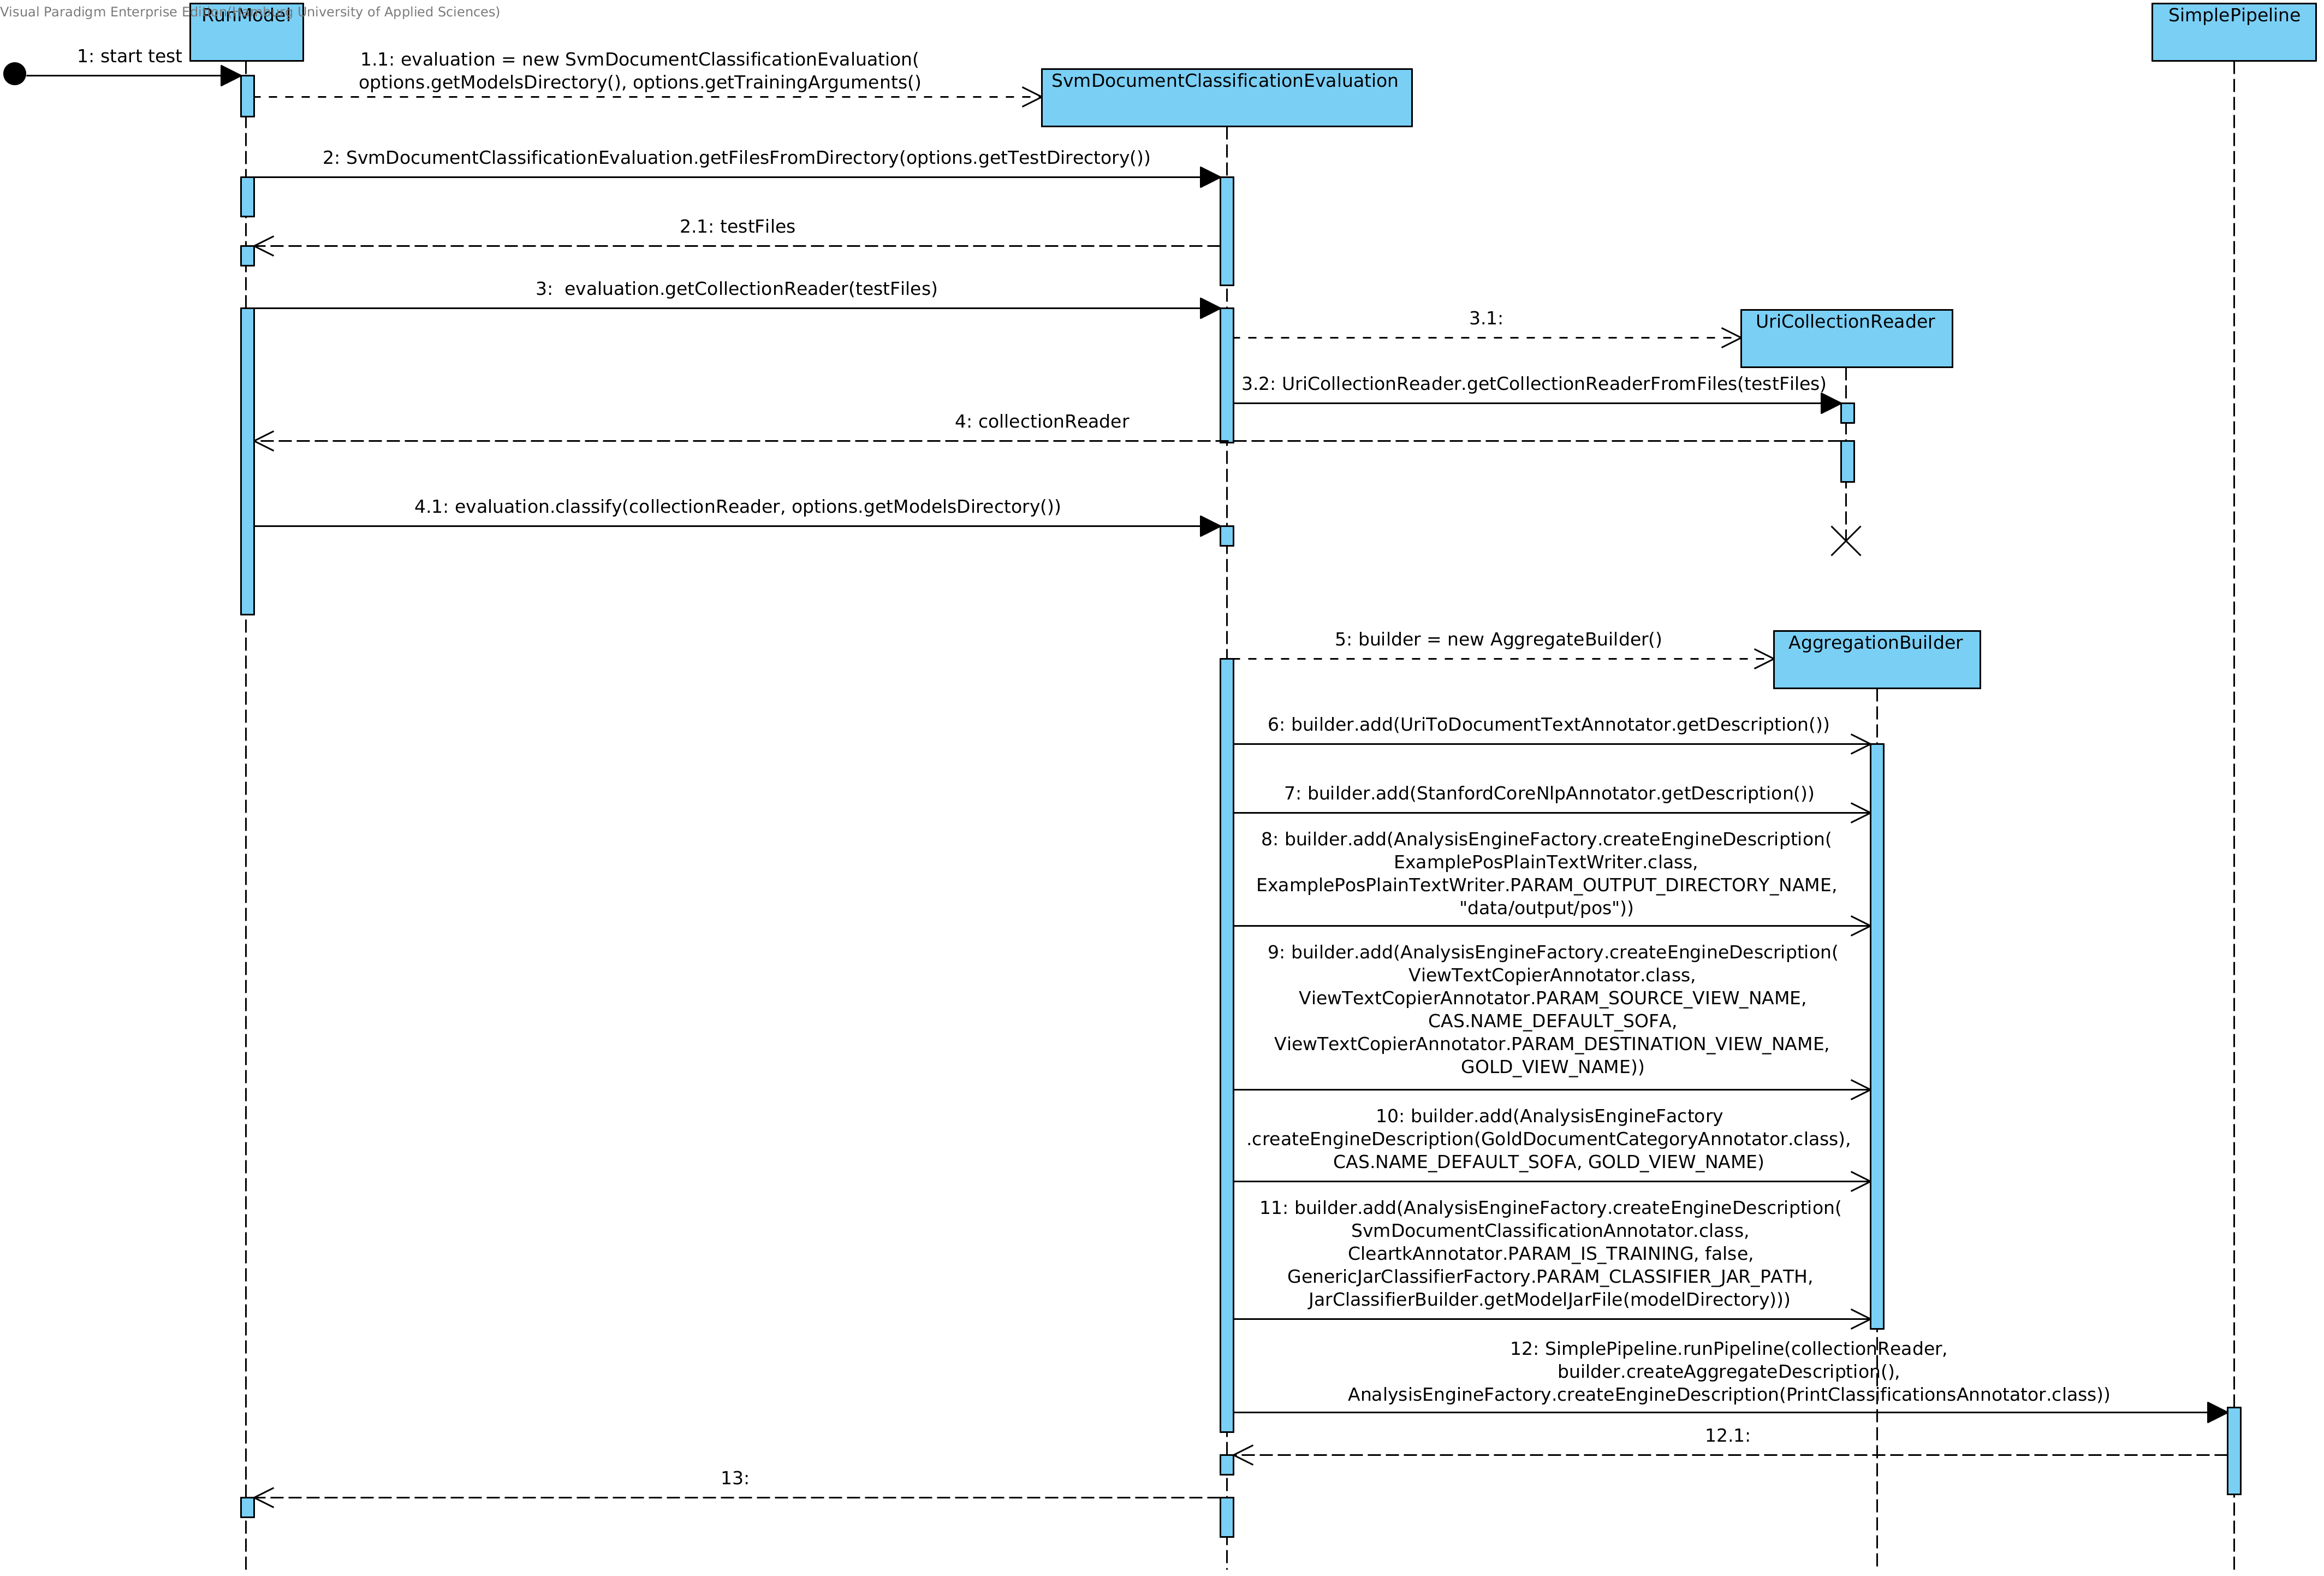 Visual Paradigm Enterprise Edition(Hamburg University of Applied Sciences)
RunModel
SimplePipeline
1: start test
1.1: evaluation = new SvmDocumentClassificationEvaluation(
options.getModelsDirectory(), options.getTrainingArguments()
SvmDocumentClassificationEvaluation
2: SvmDocumentClassificationEvaluation.getFilesFromDirectory(options.getTestDirectory())
2.1: testFiles
3:  evaluation.getCollectionReader(testFiles)
3.1:
UriCollectionReader
3.2: UriCollectionReader.getCollectionReaderFromFiles(testFiles)
4: collectionReader
4.1: evaluation.classify(collectionReader, options.getModelsDirectory())
5: builder = new AggregateBuilder()
AggregationBuilder
6: builder.add(UriToDocumentTextAnnotator.getDescription())
7: builder.add(StanfordCoreNlpAnnotator.getDescription())
8: builder.add(AnalysisEngineFactory.createEngineDescription(
ExamplePosPlainTextWriter.class,
ExamplePosPlainTextWriter.PARAM_OUTPUT_DIRECTORY_NAME,
"data/output/pos"))
9: builder.add(AnalysisEngineFactory.createEngineDescription(
ViewTextCopierAnnotator.class,
ViewTextCopierAnnotator.PARAM_SOURCE_VIEW_NAME,
CAS.NAME_DEFAULT_SOFA,
ViewTextCopierAnnotator.PARAM_DESTINATION_VIEW_NAME,
GOLD_VIEW_NAME))
10: builder.add(AnalysisEngineFactory
.createEngineDescription(GoldDocumentCategoryAnnotator.class),
CAS.NAME_DEFAULT_SOFA, GOLD_VIEW_NAME)
11: builder.add(AnalysisEngineFactory.createEngineDescription(
SvmDocumentClassificationAnnotator.class,
CleartkAnnotator.PARAM_IS_TRAINING, false,
GenericJarClassifierFactory.PARAM_CLASSIFIER_JAR_PATH,
JarClassifierBuilder.getModelJarFile(modelDirectory)))
12: SimplePipeline.runPipeline(collectionReader,
builder.createAggregateDescription(),
AnalysisEngineFactory.createEngineDescription(PrintClassificationsAnnotator.class))
12.1:
13: